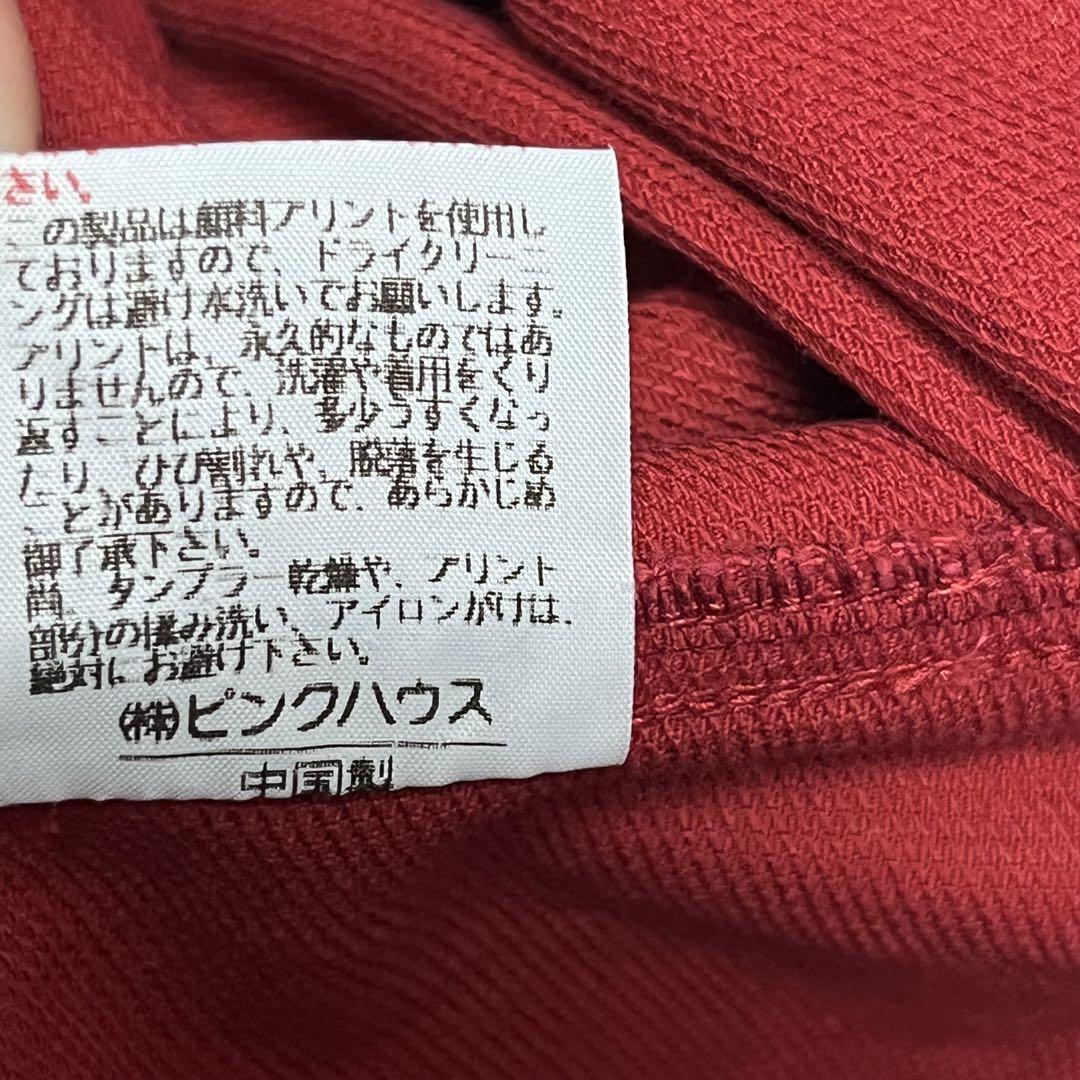 この製品は顔料プリントを使用し
ておりますので、ドライクリーニ
ングは避け水洗いでお願いします。
プリントは、永久的なものではあ
りませんので、洗濯や着用をくり
返すことにより、多少うすくなっ
たり、ひび割れや、脱落を生じる
ことがありますので、あらかじめ
御了承下さい。
尚、タンブラー乾燥や、プリント
部分の揉み洗い、アイロンがけは、
絶対にお避け下さい。
㈱ピンクハウス
中国製